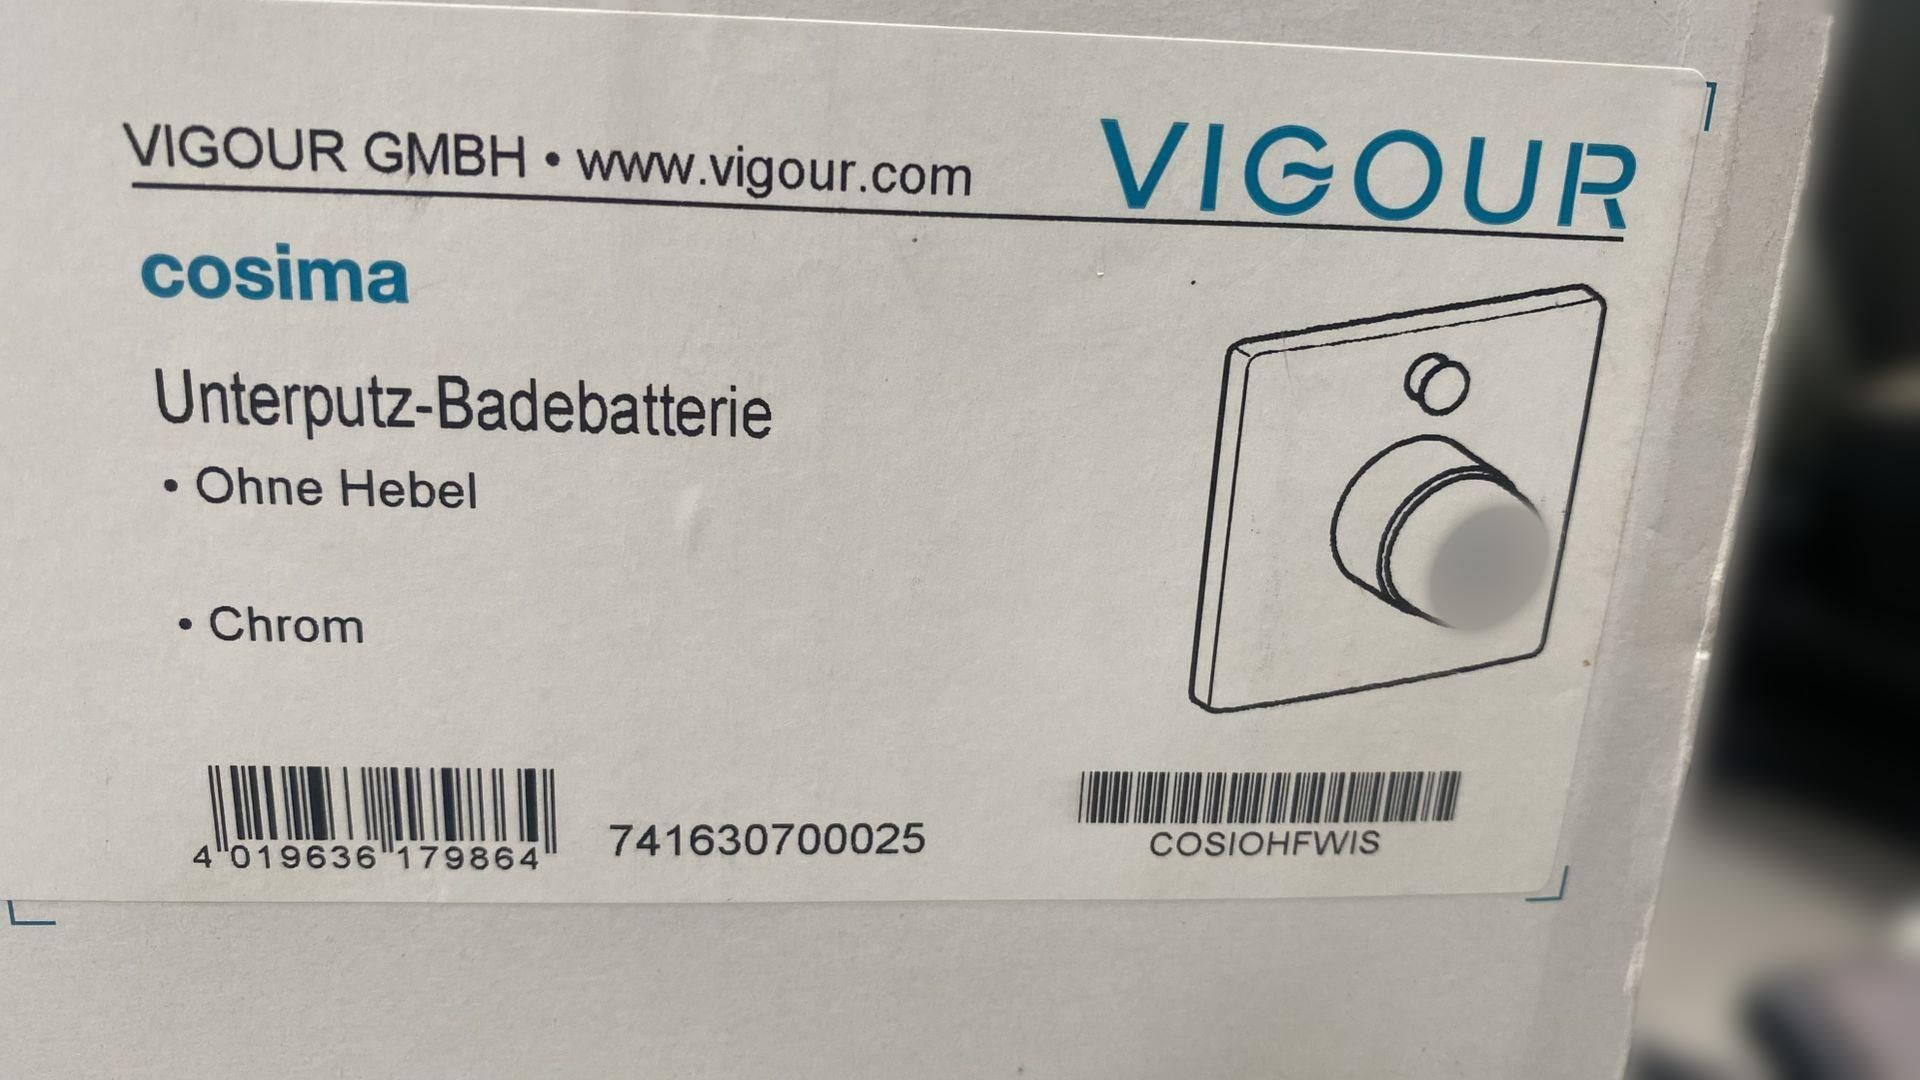 VIGOUR GMBH • www.vigour.com
VIGOUR
cosima
Unterputz-Badebatterie
• Ohne Hebel
• Chrom
4 019636 179864
741630700025
COSIOHFWIS